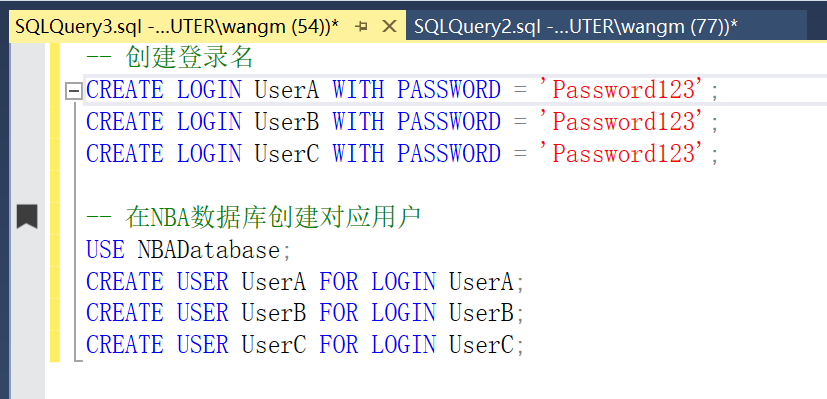 SQLQuery3.sql -...UTER\wangm (54))* SQLQuery2.sql -...UTER\wangm (77))*
-- 创建登录名
CREATE LOGIN UserA WITH PASSWORD = 'Password123';
CREATE LOGIN UserB WITH PASSWORD = 'Password123';
CREATE LOGIN UserC WITH PASSWORD = 'Password123';
-- 在NBA数据库创建对应用户
USE NBADatabase;
CREATE USER UserA FOR LOGIN UserA;
CREATE USER UserB FOR LOGIN UserB;
CREATE USER UserC FOR LOGIN UserC;